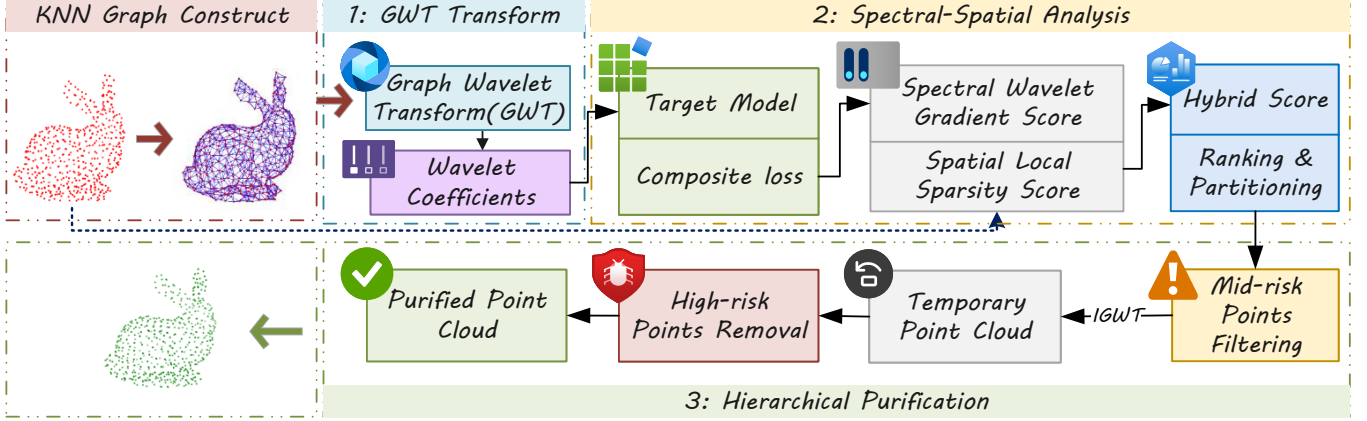 KNN Graph Construct
1: GWT Transform
2: Spectral-Spatial Analysis
Graph Wavelet
Transform(GWT)
Wavelet
Coefficients
Target Model
Composite loss
Spectral Wavelet
Gradient Score
Spatial Local
Sparsity Score
Hybrid Score
Ranking &
Partitioning
Mid-risk
Points
Filtering
IGWT
Temporary
Point Cloud
High-risk
Points Removal
Purified Point
Cloud
3: Hierarchical Purification